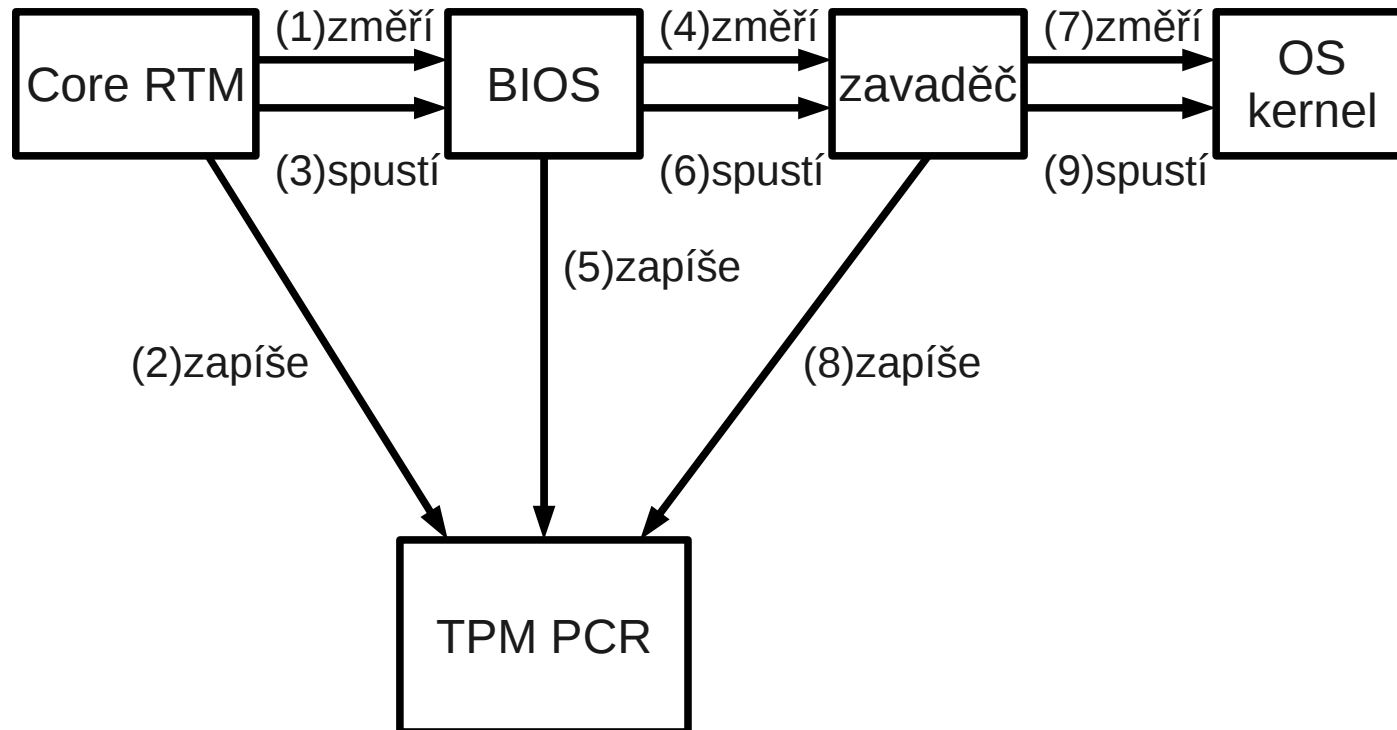 (1)změří
(4)změří
(7)změří
Core RTM
BIOS
zavaděč
OS
kernel
(3)spustí
(6)spustí
(9)spustí
(5)zapíše
(2)zapíše
(8)zapíše
TPM PCR